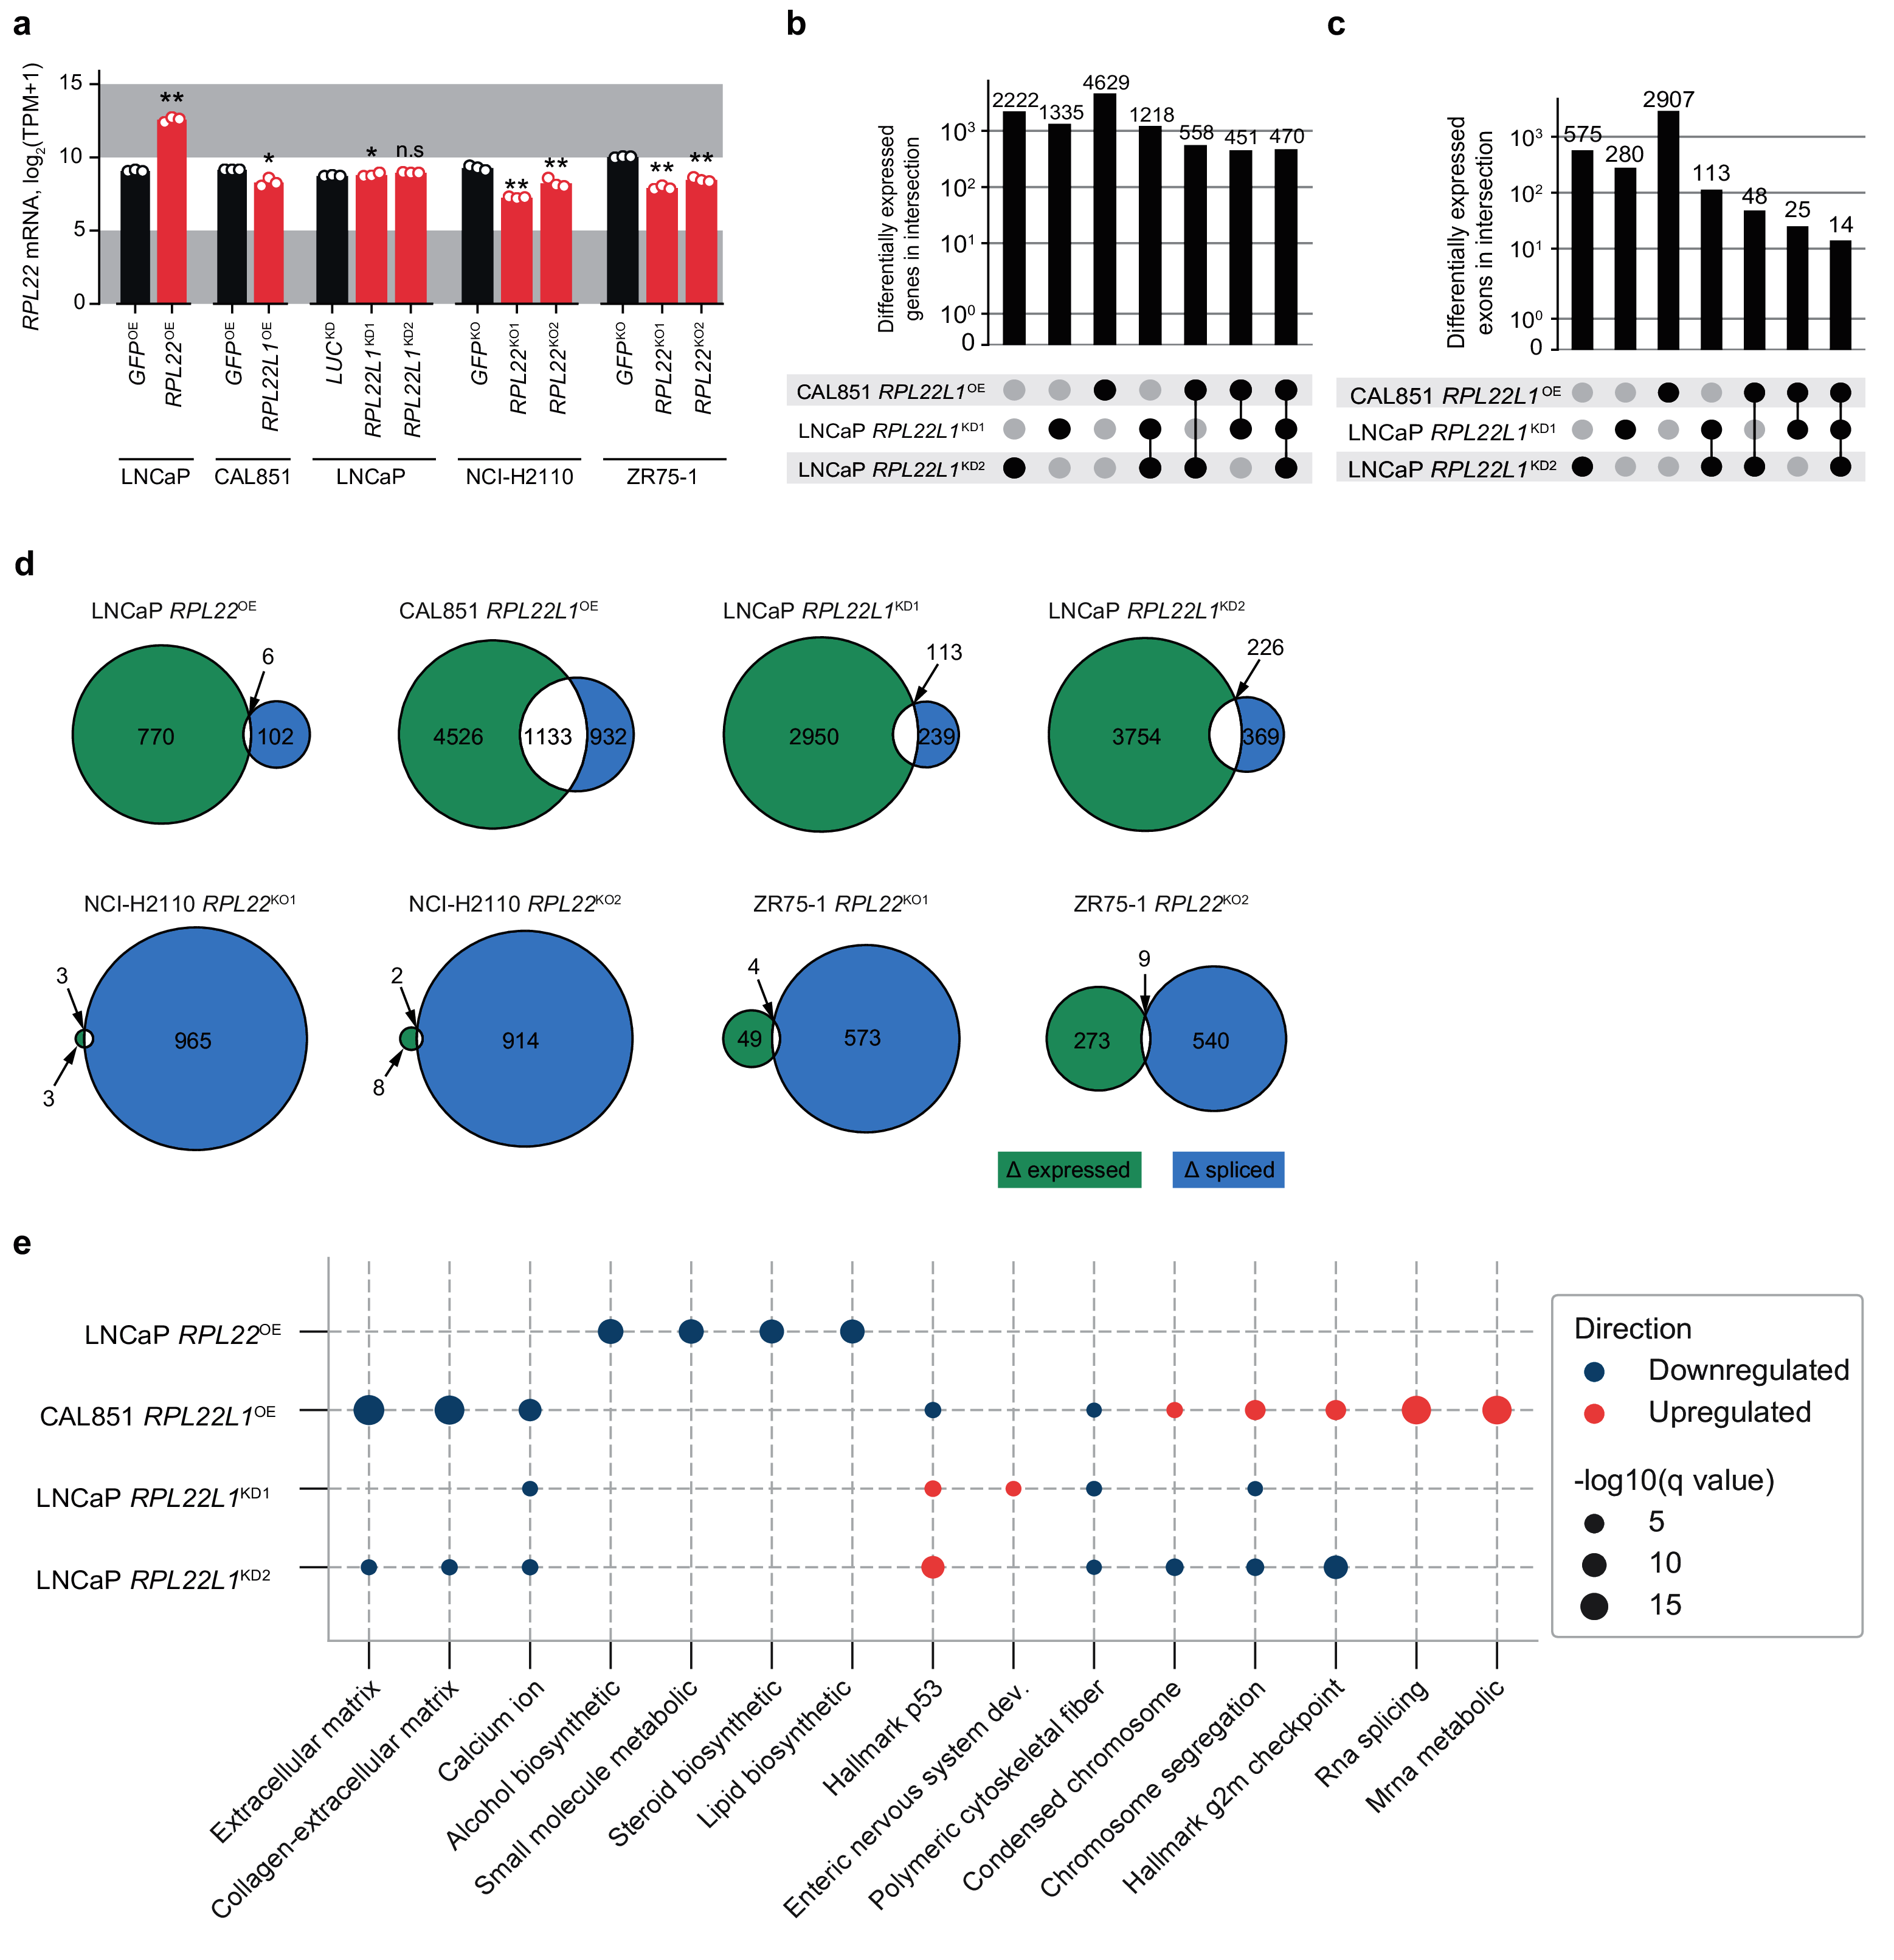 a
RPL22 mRNA, log2(TPM+1)
15
10
5
0
**
*
*
n.s
**
**
**
**
GFPOE
RPL22OE
GFPOE
RPL22L1OE
LUCKD
RPL22L1KD1
RPL22L1KD2
GFPKO
RPL22KO1
RPL22KO2
GFPKO
RPL22KO1
RPL22KO2
LNCaP
CAL851
LNCaP
NCI-H2110
ZR75-1
b
Differentially expressed
genes in intersection
10³
10²
10¹
10⁰
0
2222
1335
4629
1218
558
451
470
CAL851 RPL22L1OE
LNCaP RPL22L1KD1
LNCaP RPL22L1KD2
c
Differentially expressed
exons in intersection
10³
10²
10¹
10⁰
0
575
280
2907
113
48
25
14
CAL851 RPL22L1OE
LNCaP RPL22L1KD1
LNCaP RPL22L1KD2
d
LNCaP RPL22OE
770
6
102
CAL851 RPL22L1OE
4526
1133
932
LNCaP RPL22L1KD1
2950
113
239
LNCaP RPL22L1KD2
3754
226
369
NCI-H2110 RPL22KO1
3
965
3
NCI-H2110 RPL22KO2
2
914
8
ZR75-1 RPL22KO1
4
49
573
ZR75-1 RPL22KO2
9
273
540
Δ expressed
Δ spliced
e
LNCaP RPL22OE
CAL851 RPL22L1OE
LNCaP RPL22L1KD1
LNCaP RPL22L1KD2
Extracellular matrix
Collagen-extracellular matrix
Calcium ion
Alcohol biosynthetic
Small molecule metabolic
Steroid biosynthetic
Lipid biosynthetic
Hallmark p53
Enteric nervous system dev.
Polymeric cytoskeletal fiber
Condensed chromosome
Chromosome segregation
Hallmark g2m checkpoint
Rna splicing
Mrna metabolic
Direction
Downregulated
Upregulated
-log10(q value)
5
10
15